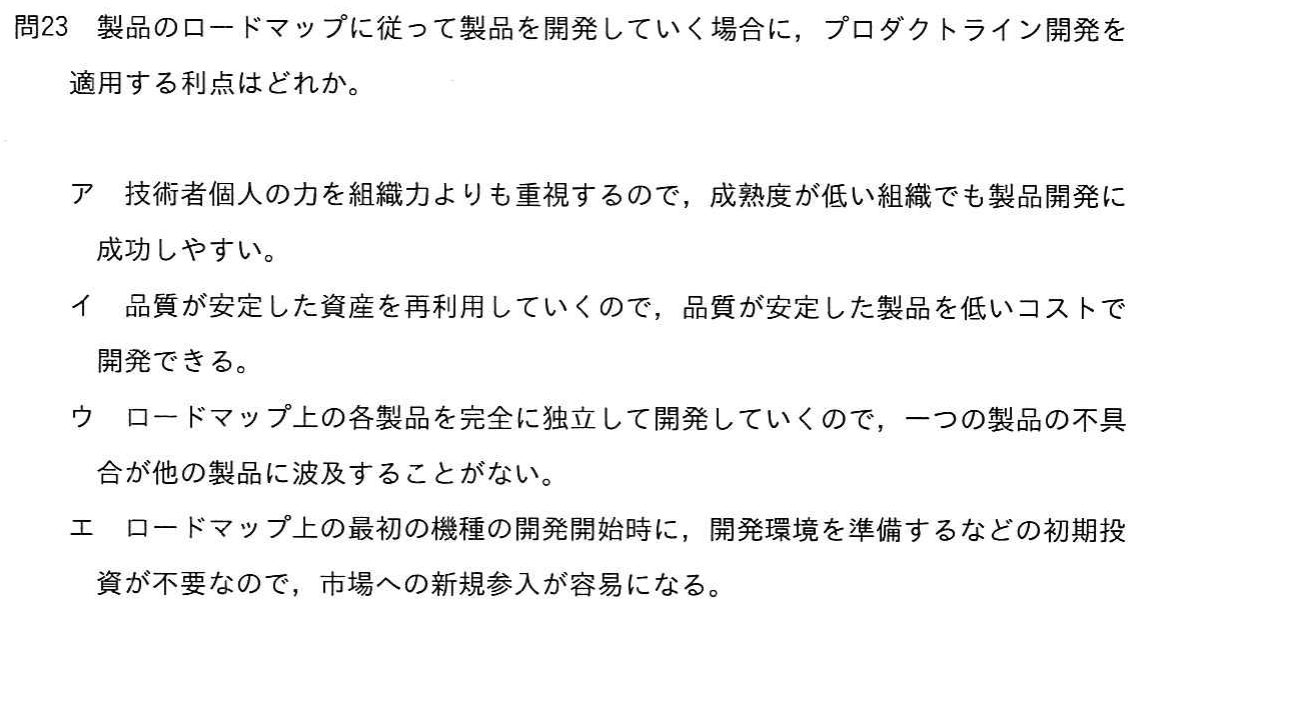 問23　製品のロードマップに従って製品を開発していく場合に，プロダクトライン開発を
適用する利点はどれか。
ア　技術者個人の力を組織力よりも重視するので，成熟度が低い組織でも製品開発に
成功しやすい。
イ　品質が安定した資産を再利用していくので，品質が安定した製品を低いコストで
開発できる。
ウ　ロードマップ上の各製品を完全に独立して開発していくので，一つの製品の不具
合が他の製品に波及することがない。
エ　ロードマップ上の最初の機種の開発開始時に，開発環境を準備するなどの初期投
資が不要なので，市場への新規参入が容易になる。